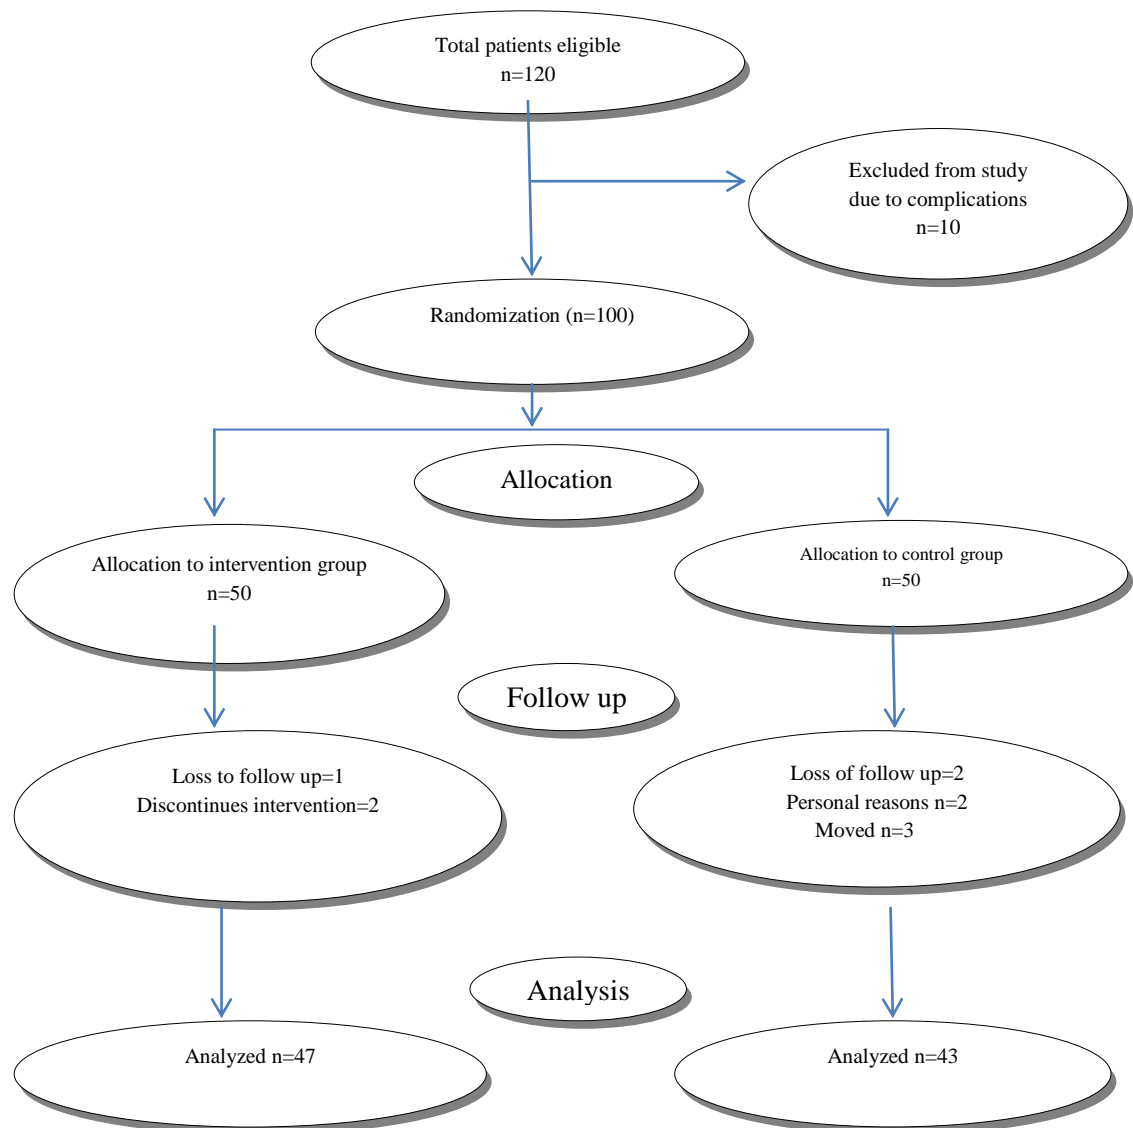 Total patients eligible
n=120
Excluded from study
due to complications
n=10
Randomization (n=100)
Allocation
Allocation to intervention group
n=50
Allocation to control group
n=50
Follow up
Loss to follow up=1
Discontinues intervention=2
Loss of follow up=2
Personal reasons n=2
Moved n=3
Analysis
Analyzed n=47
Analyzed n=43